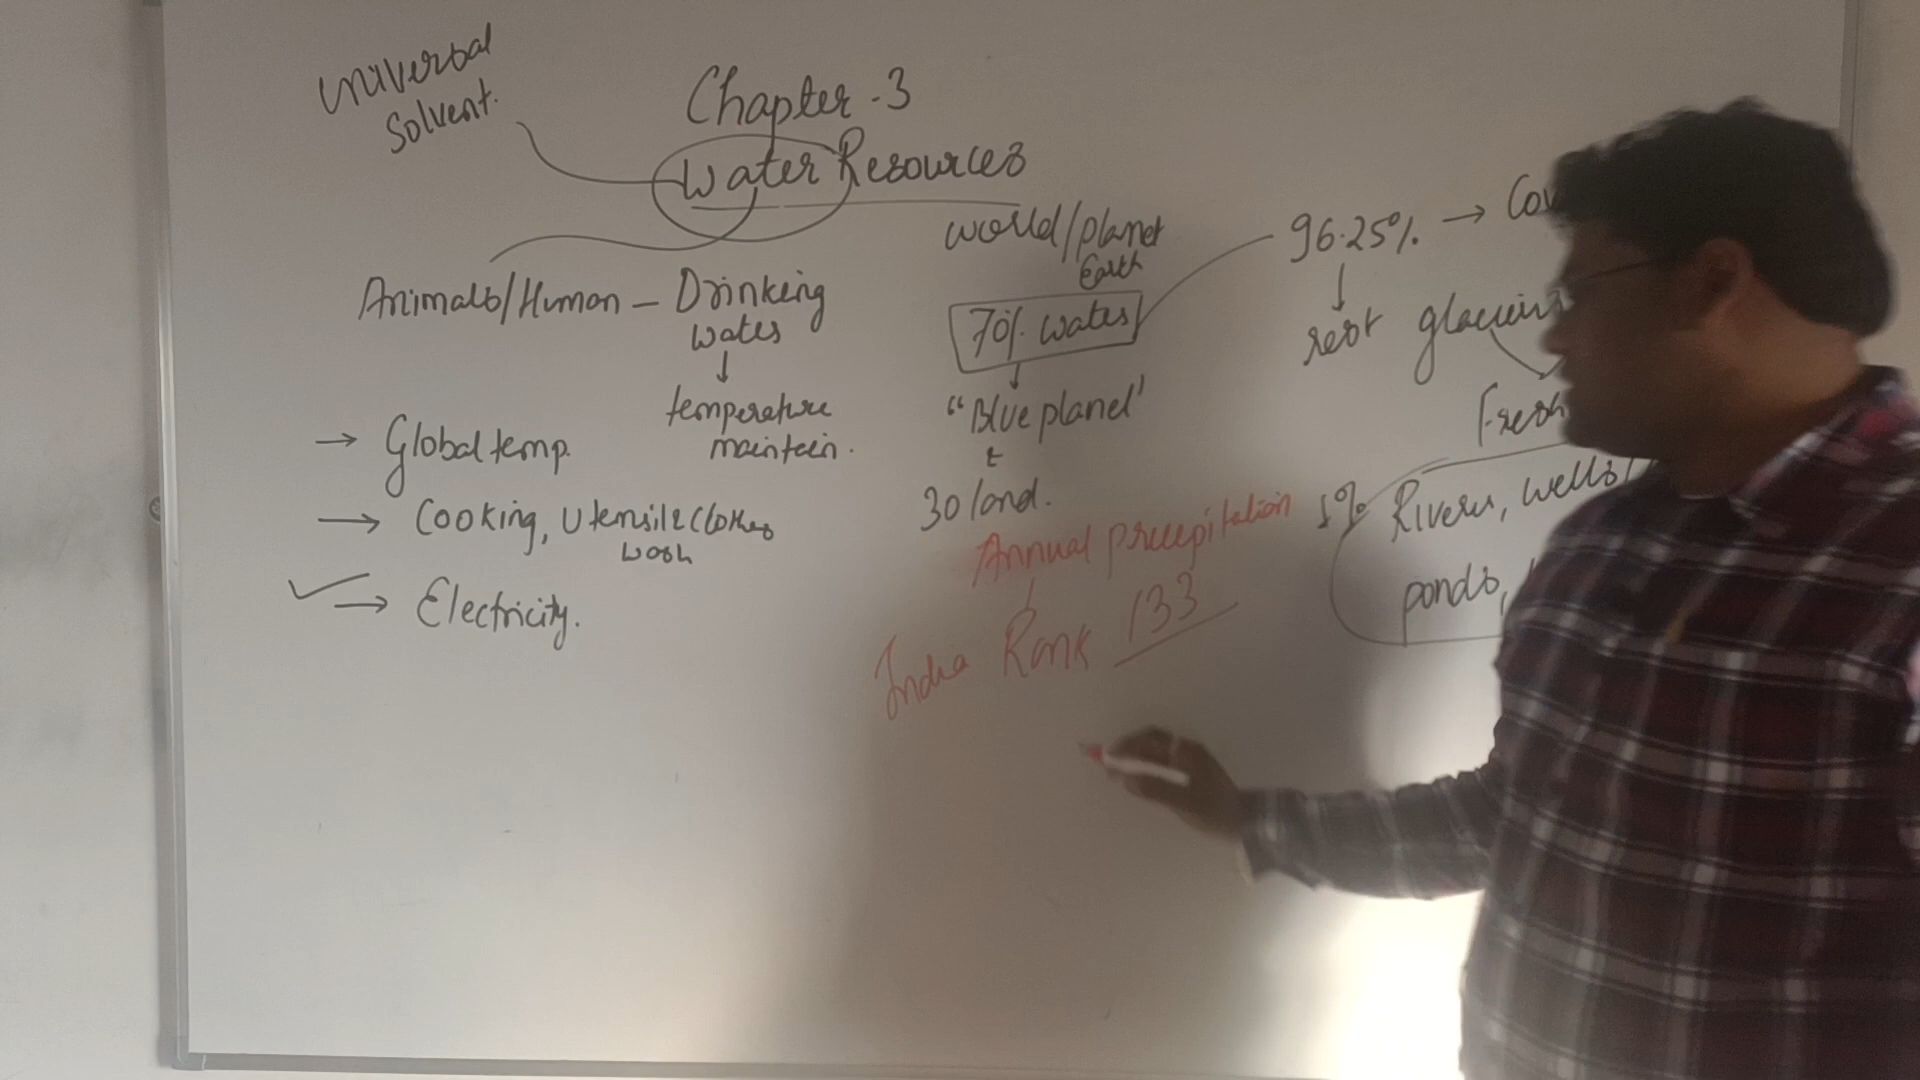 Universal
Solvent.
Chapter - 3
Water Resources
Animals/Human - Drinking
water
↓
temperature
maintain.
→ Global temp.
→ Cooking, Utensil & Clothes
wash
→ Electricity.
world/planet
Earth
70% water
↓
"Blue planet'
30 land.
Annual precipitation
India Rank 133
96.25% →
↓
rest
Fresh
1% Rivers, wells,
ponds,